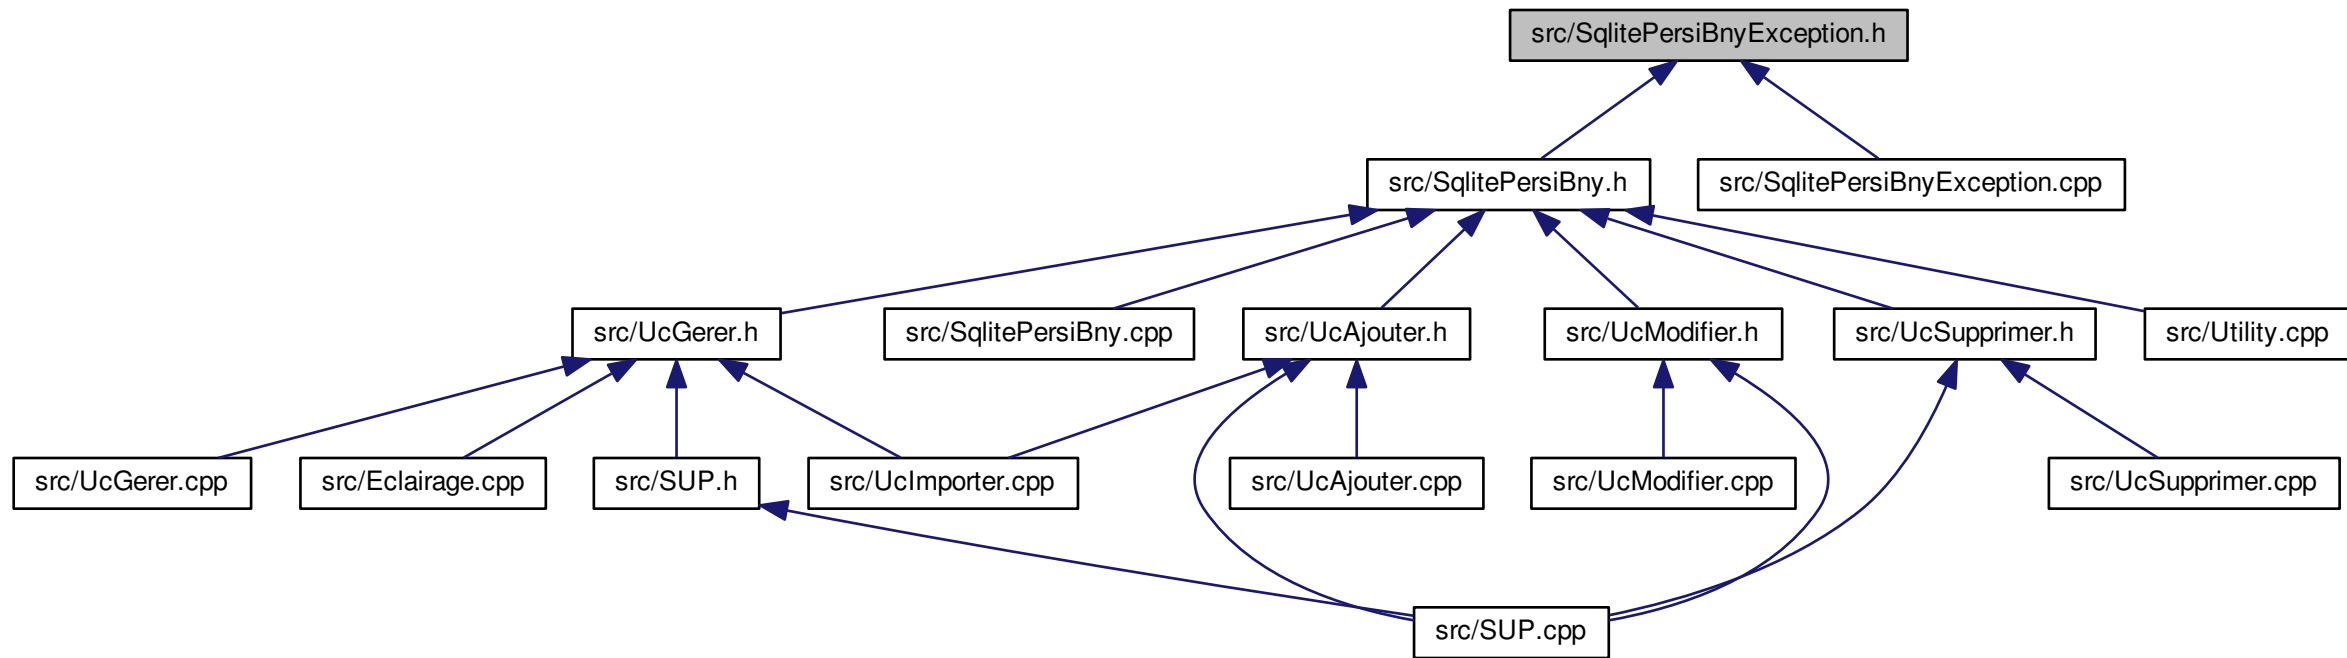 src/SqlitePersiBnyException.h
src/SqlitePersiBny.h
src/SqlitePersiBnyException.cpp
src/UcGerer.h
src/SqlitePersiBny.cpp
src/UcAjouter.h
src/UcModifier.h
src/UcSupprimer.h
src/Utility.cpp
src/UcGerer.cpp
src/Eclairage.cpp
src/SUP.h
src/UcImporter.cpp
src/UcAjouter.cpp
src/UcModifier.cpp
src/UcSupprimer.cpp
src/SUP.cpp